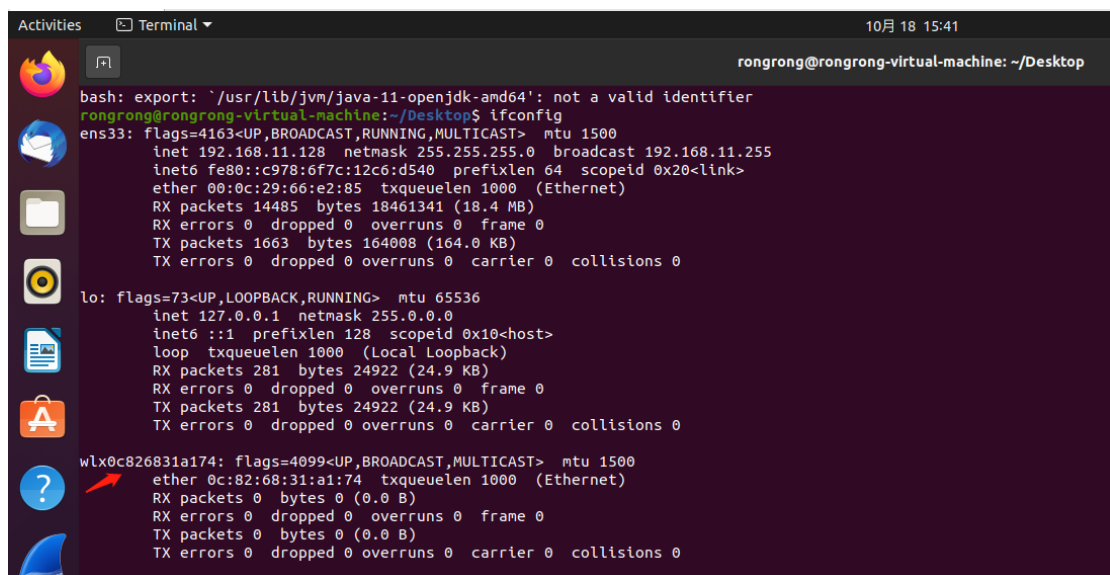 Activities Terminal 10月 18 15:41
rongrong@rongrong-virtual-machine: ~/Desktop
bash: export: `/usr/lib/jvm/java-11-openjdk-amd64': not a valid identifier
rongrong@rongrong-virtual-machine:~/Desktop$ ifconfig
ens33: flags=4163<UP,BROADCAST,RUNNING,MULTICAST>  mtu 1500
        inet 192.168.11.128  netmask 255.255.255.0  broadcast 192.168.11.255
        inet6 fe80::c978:6f7c:12c6:d540  prefixlen 64  scopeid 0x20<link>
        ether 00:0c:29:66:e2:85  txqueuelen 1000  (Ethernet)
        RX packets 14485  bytes 18461341 (18.4 MB)
        RX errors 0  dropped 0  overruns 0  frame 0
        TX packets 1663  bytes 164008 (164.0 KB)
        TX errors 0  dropped 0 overruns 0  carrier 0  collisions 0
lo: flags=73<UP,LOOPBACK,RUNNING>  mtu 65536
        inet 127.0.0.1  netmask 255.0.0.0
        inet6 ::1  prefixlen 128  scopeid 0x10<host>
        loop  txqueuelen 1000  (Local Loopback)
        RX packets 281  bytes 24922 (24.9 KB)
        RX errors 0  dropped 0  overruns 0  frame 0
        TX packets 281  bytes 24922 (24.9 KB)
        TX errors 0  dropped 0 overruns 0  carrier 0  collisions 0
wlx0c826831a174: flags=4099<UP,BROADCAST,MULTICAST>  mtu 1500
        ether 0c:82:68:31:a1:74  txqueuelen 1000  (Ethernet)
        RX packets 0  bytes 0 (0.0 B)
        RX errors 0  dropped 0  overruns 0  frame 0
        TX packets 0  bytes 0 (0.0 B)
        TX errors 0  dropped 0 overruns 0  carrier 0  collisions 0